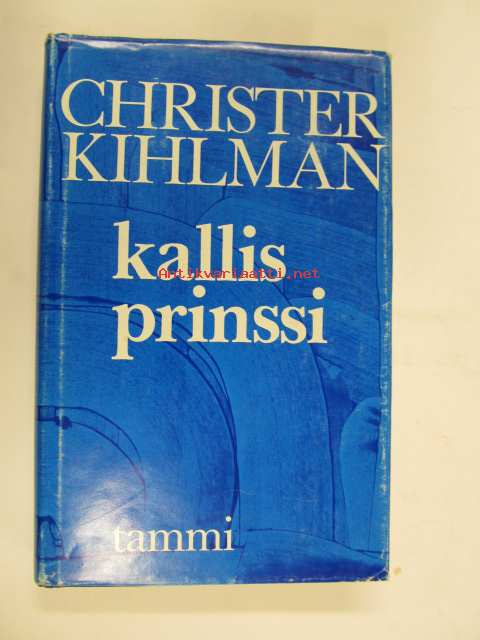 CHRISTER
KIHLMAN
kallis
Antikvariaatti.net
prinssi
tammi